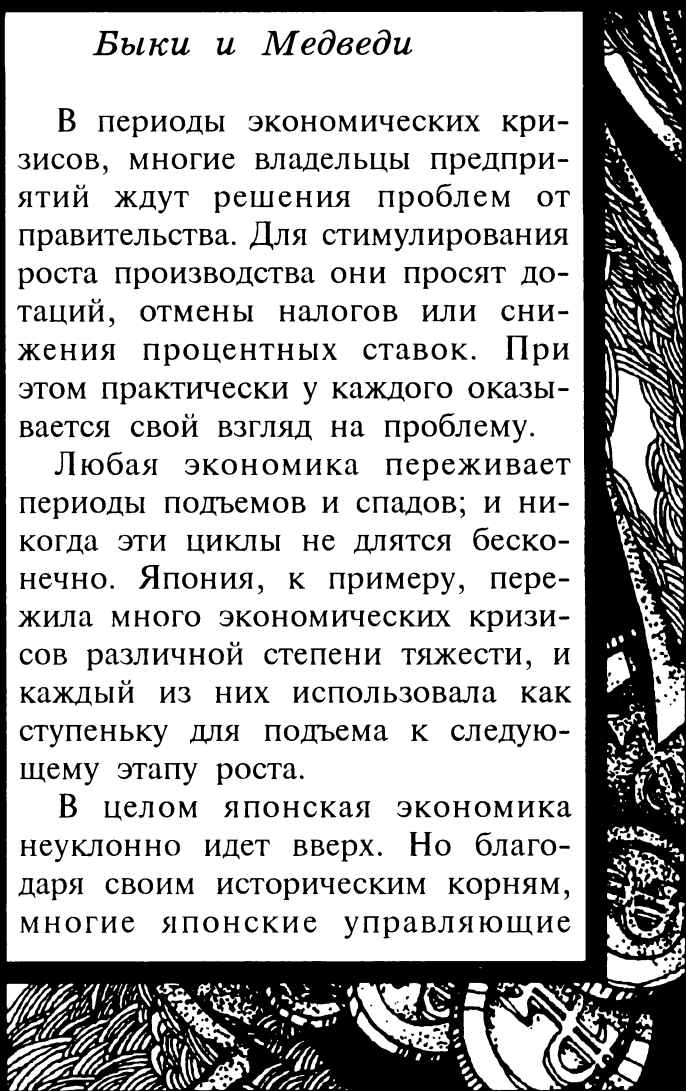 Быки и Медведи
В периоды экономических кри-
зисов, многие владельцы предпри-
ятий ждут решения проблем от
правительства. Для стимулирования
роста производства они просят до-
таций, отмены налогов или сни-
жения процентных ставок. При
этом практически у каждого оказы-
вается свой взгляд на проблему.
Любая экономика переживает
периоды подъемов и спадов; и ни-
когда эти циклы не длятся беско-
нечно. Япония, к примеру, пере-
жила много экономических кризи-
сов различной степени тяжести, и
каждый из них использовала как
ступеньку для подъема к следую-
щему этапу роста.
В целом японская экономика
неуклонно идет вверх. Но благо-
даря своим историческим корням,
многие японские управляющие